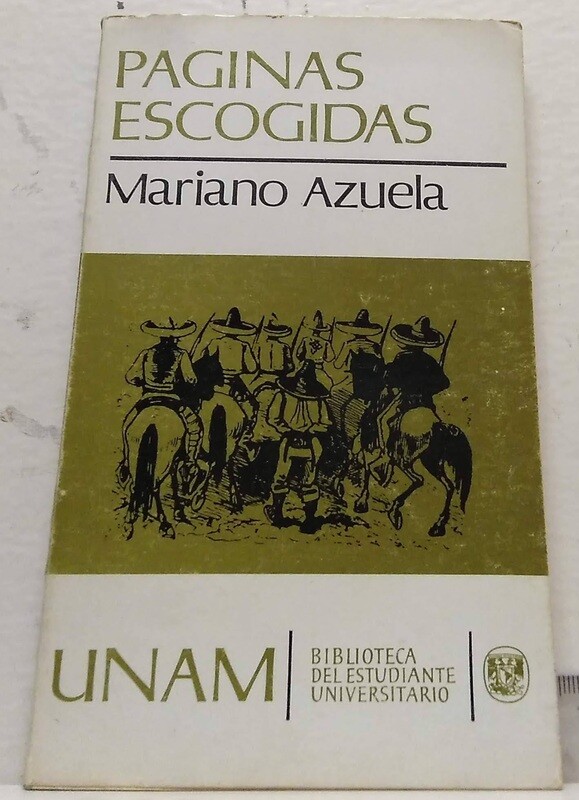 PAGINAS
ESCOGIDAS
Mariano Azuela
UNAM
BIBLIOTECA
DEL ESTUDIANTE
UNIVERSITARIO